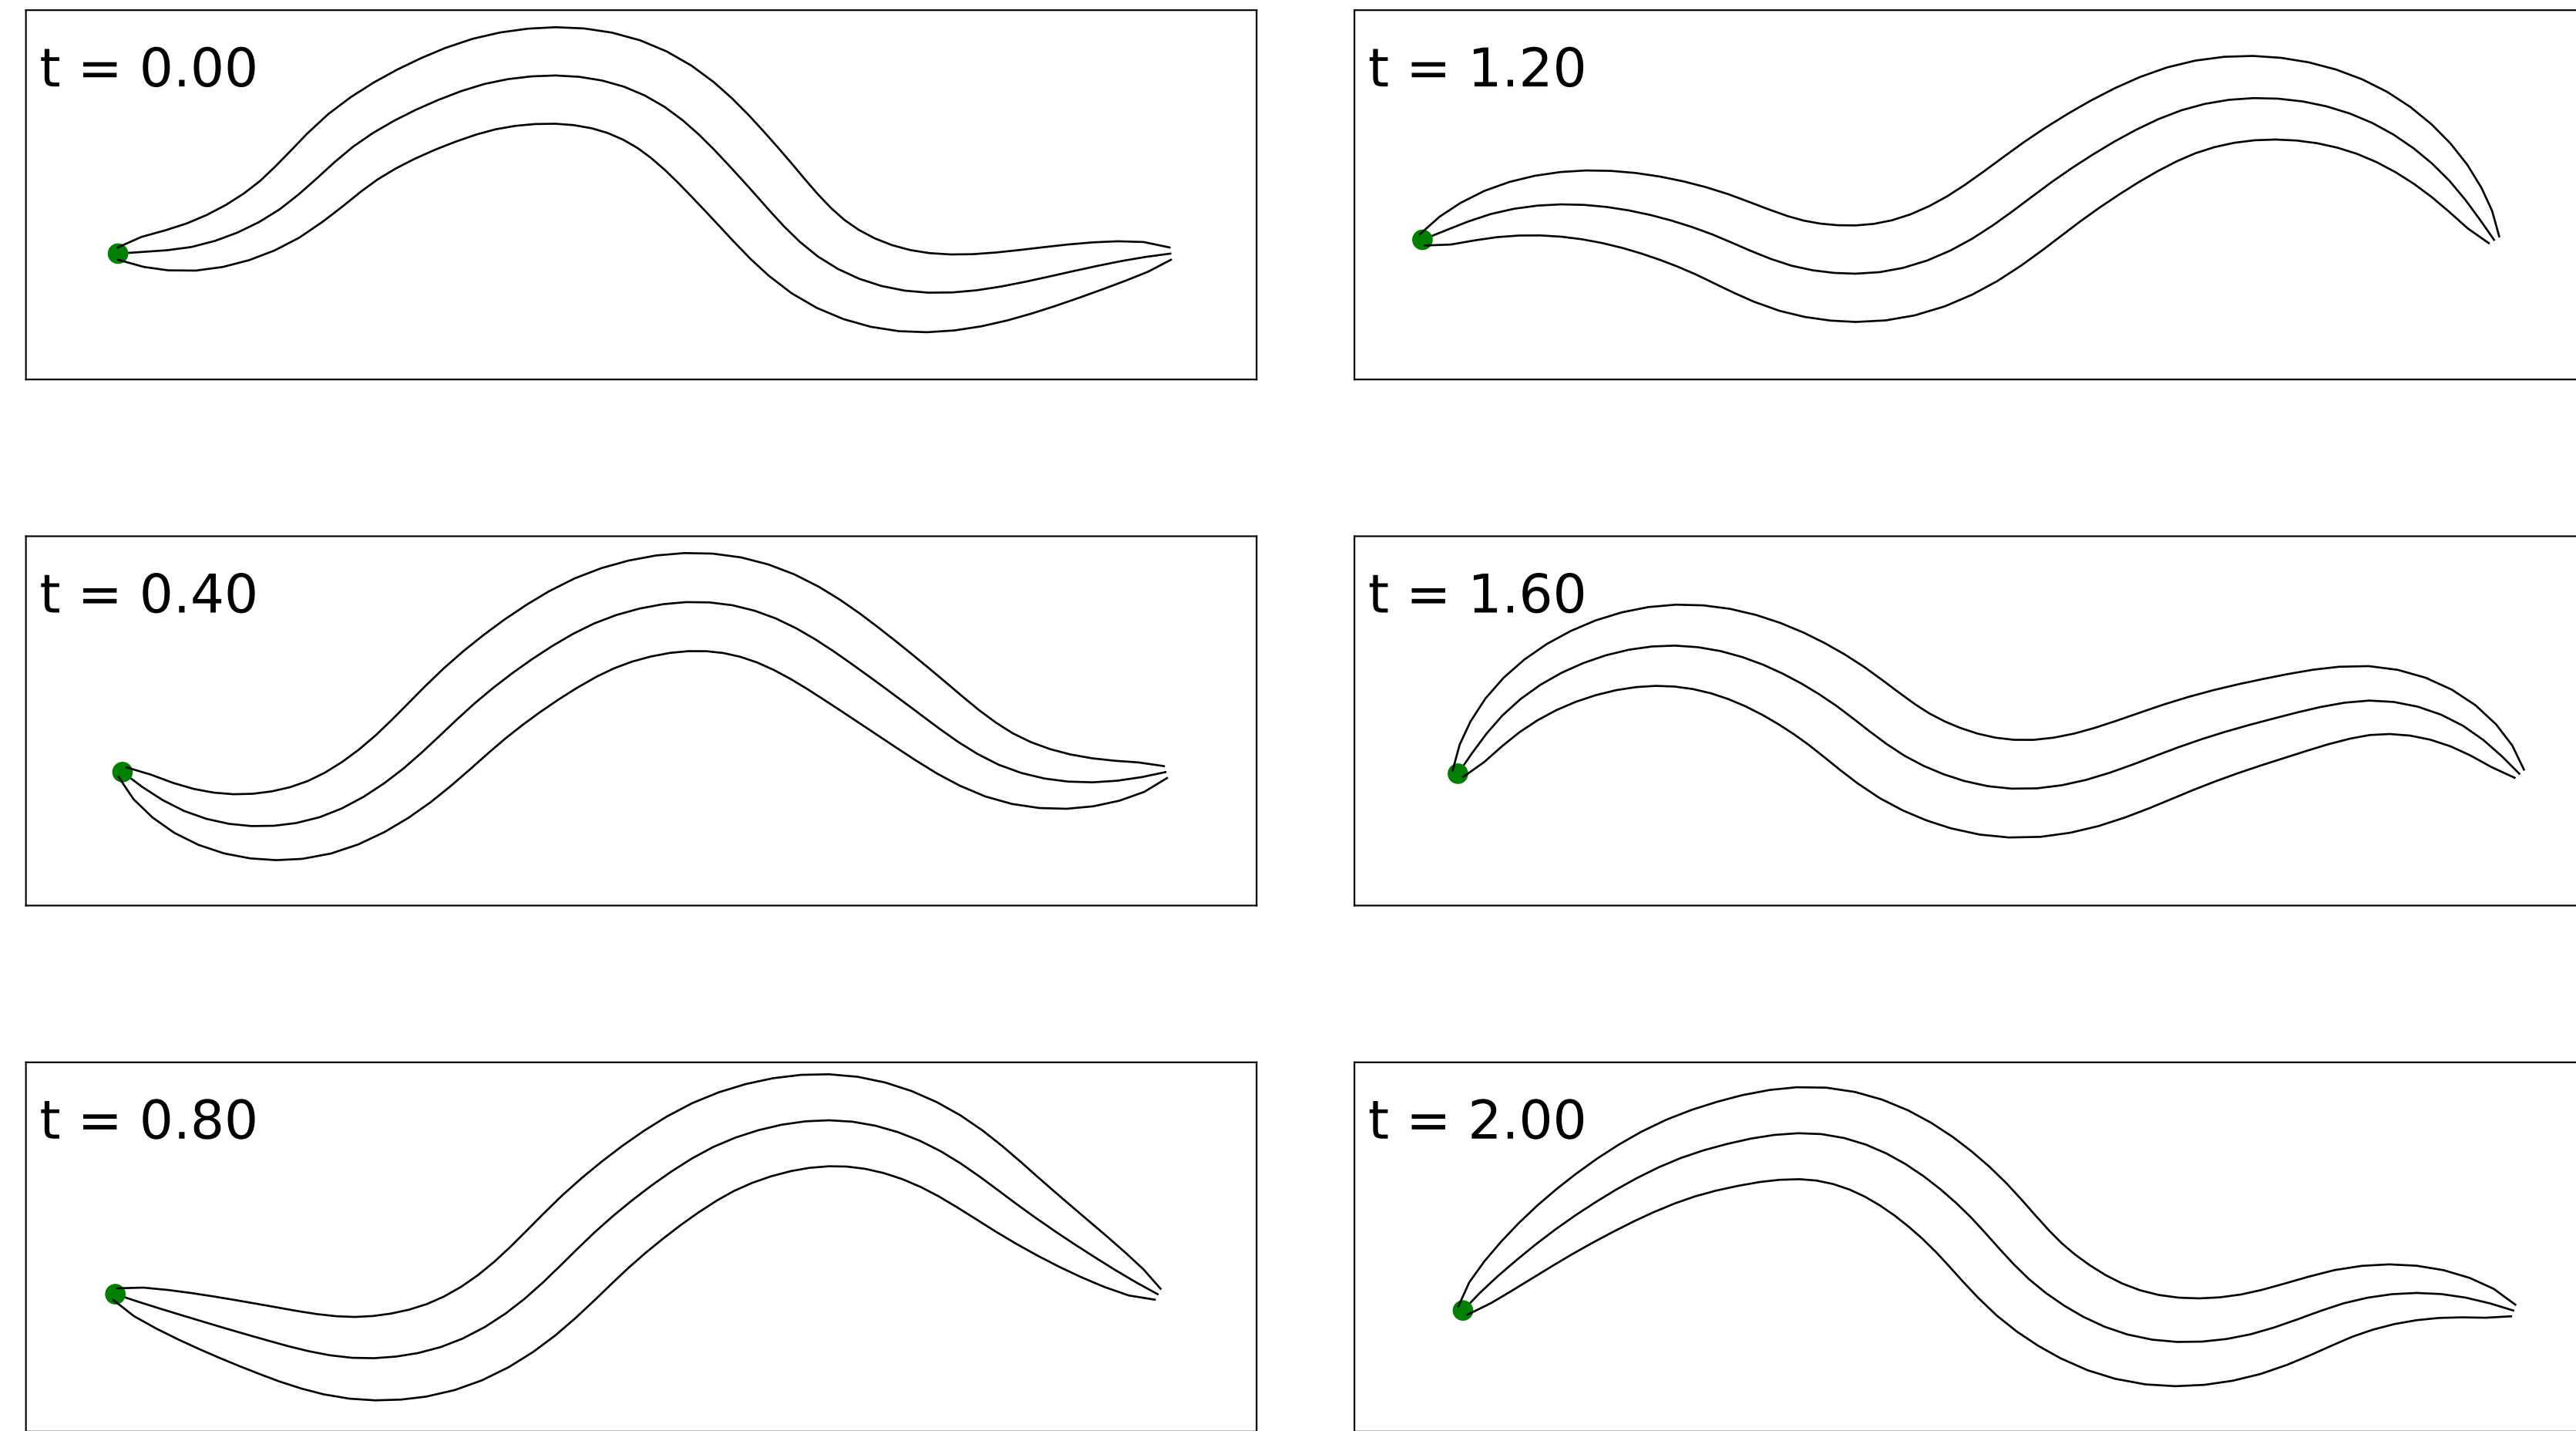 t = 0.00
t = 0.40
t = 0.80
t = 1.20
t = 1.60
t = 2.00